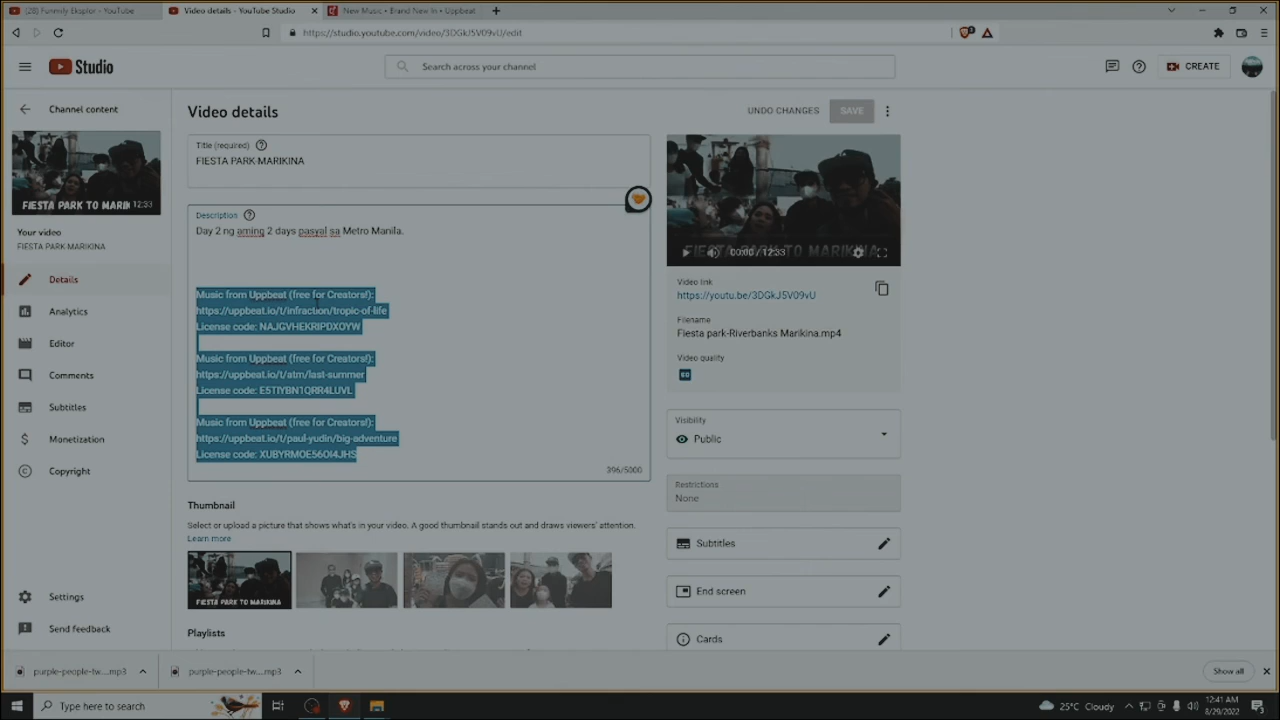 (28) Funmily Eksplor - YouTube
Video details - YouTube Studio
New Music • Brand New In • Uppbeat
https://studio.youtube.com/video/3DGkJ5V09vU/edit
Studio
Search across your channel
CREATE
Channel content
Video details
UNDO CHANGES
SAVE
Title (required)
FIESTA PARK-MARIKINA
FIESTA PARK TO MARIK
12:33
Your video
FIESTA PARK-MARIKINA
Description
Day 2 ng aming 2 days pasyal sa Metro Manila.
Music from Uppbeat (free for Creators!):
https://uppbeat.io/t/infraction/tropic-of-life
License code: NAJGVHEKRIPDXOYW
Music from Uppbeat (free for Creators!):
https://uppbeat.io/t/atm/last-summer
License code: E5TIYBN1QRR4LUVL
Music from Uppbeat (free for Creators!):
https://uppbeat.io/t/paul-yudin/big-adventure
License code: XUBYRMOE56OI4JHS
396/5000
Details
Analytics
Editor
Comments
Subtitles
Monetization
Copyright
Settings
Send feedback
FIESTA PARK TO MARIKINA
00:00 / 12:33
Video link
https://youtu.be/3DGkJ5V09vU
Filename
Fiesta park-Riverbanks Marikina.mp4
Video quality
Visibility
Public
Restrictions
None
Subtitles
End screen
Cards
Thumbnail
Select or upload a picture that shows what's in your video. A good thumbnail stands out and draws viewers' attention.
Learn more
FIESTA PARK TO MARIKINA
Playlists
purple-people-tw....mp3
purple-people-tw....mp3
Show all
Type here to search
25°C Cloudy
12:41 AM
8/29/2022